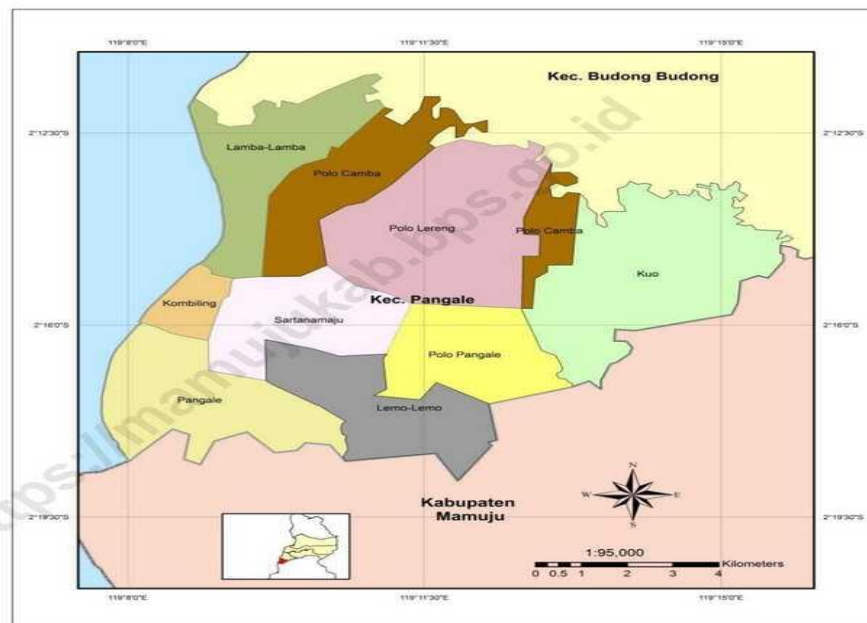 119°8'0"E 119°11'30"E 119°15'0"E
Kec. Budong Budong
2°12'30"S 2°12'30"S
Lamba-Lamba
Polo Camba
Polo Lereng
Polo Camba
Kuo
Kec. Pangale
Kombiling
Sartanamaju
2°16'0"S 2°16'0"S
Polo Pangale
Pangale
Lemo-Lemo
N
W E
S
Kabupaten
Mamuju
2°19'30"S 2°19'30"S
1:95,000
Kilometers
0 0.5 1 2 3 4
119°8'0"E 119°11'30"E 119°15'0"E
https://mamujukab.bps.go.id